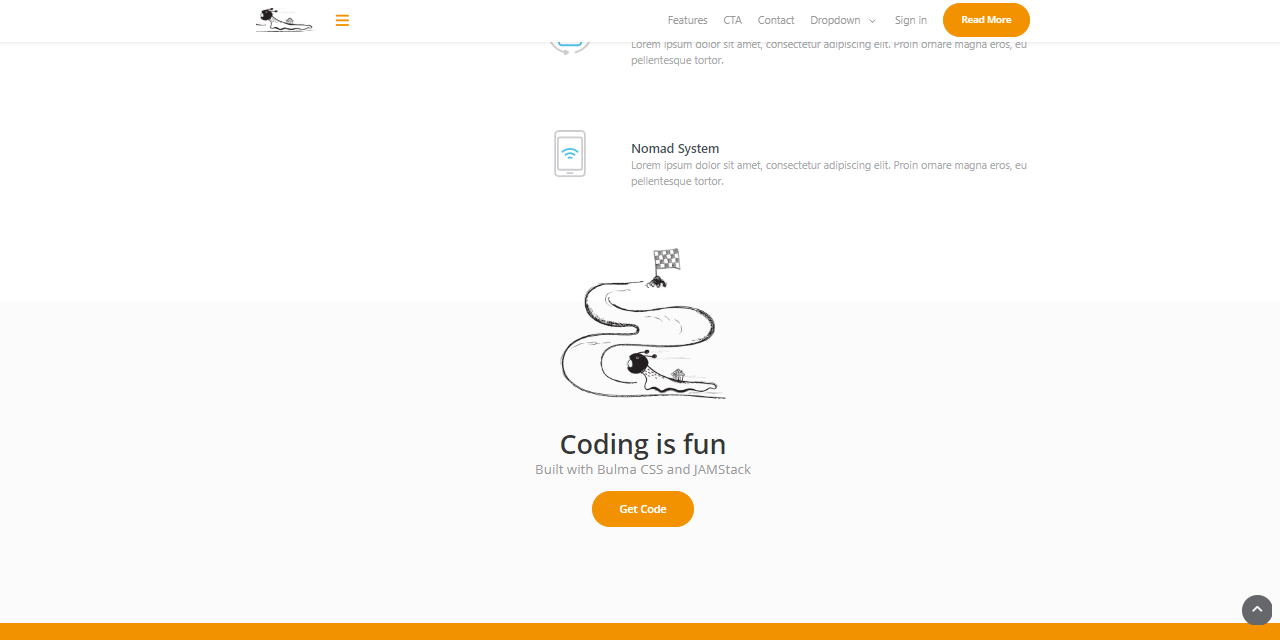 Features CTA Contact Dropdown Sign in Read More
Lorem ipsum dolor sit amet, consectetur adipiscing elit. Proin ornare magna eros, eu
pellentesque tortor.
Nomad System
Lorem ipsum dolor sit amet, consectetur adipiscing elit. Proin ornare magna eros, eu
pellentesque tortor.
Coding is fun
Built with Bulma CSS and JAMStack
Get Code